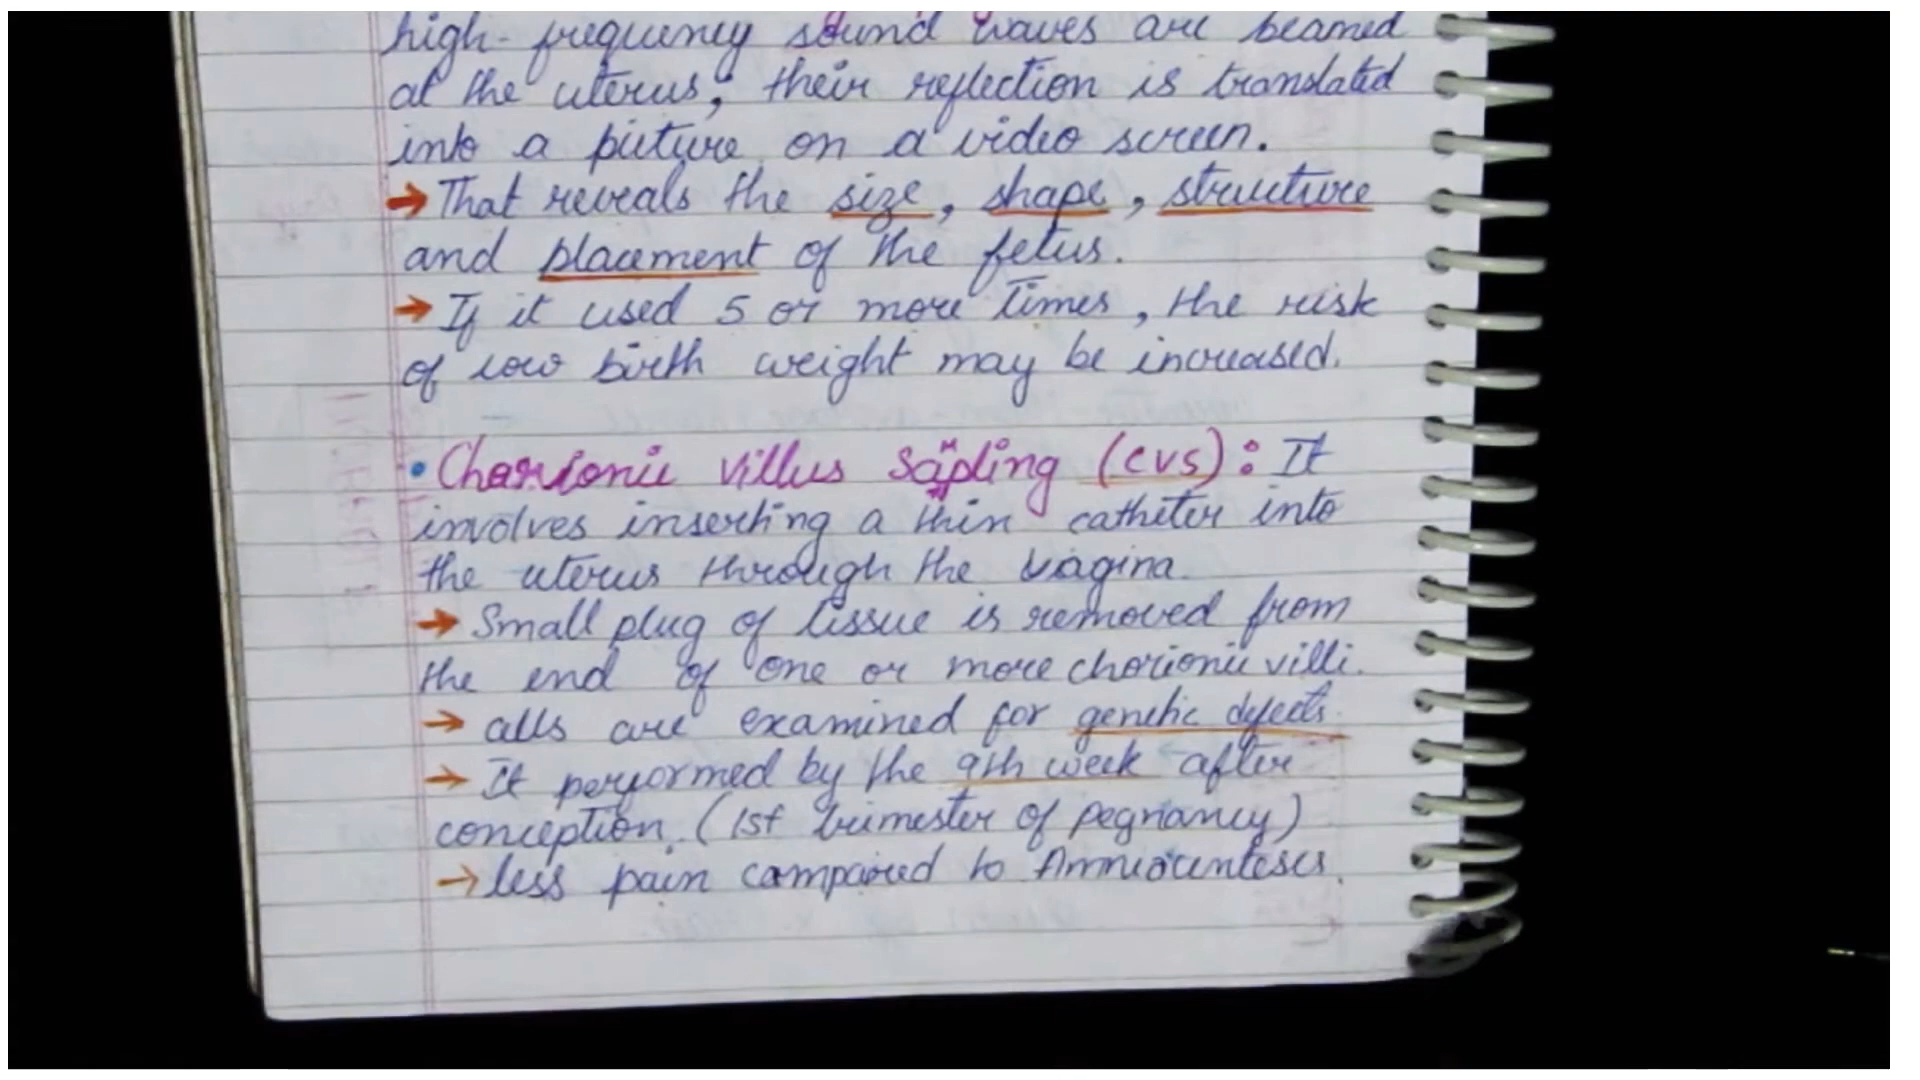 high-frequency sound waves are beamed
at the uterus; their reflection is translated
into a picture on a video screen.
→ That reveals the size, shape, structure
and placement of the fetus.
→ If it used 5 or more times, the risk
of low birth weight may be increased.
• Chorionic Villus Sampling (CVS): It
involves inserting a thin catheter into
the uterus through the vagina.
→ Small plug of tissue is removed from
the end of one or more chorionic villi.
→ cells are examined for genetic defects.
→ It performed by the 9th week after
conception. (1st trimester of pegnancy)
→ less pain compaired to Amniocentesis.